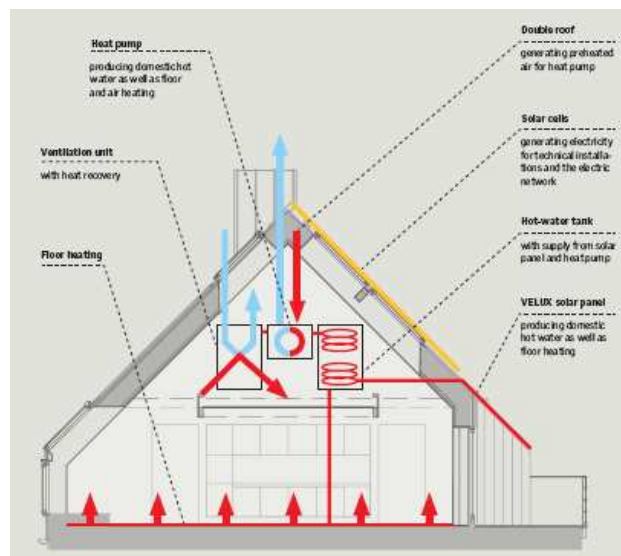 Heat pump
producing domestic hot
water as well as floor
and air heating
Ventilation unit
with heat recovery
Floor heating
Double roof
generating preheated
air for heat pump
Solar cells
generating electricity
for technical installa-
tions and the electric
network
Hot-water tank
with supply from solar
panel and heat pump
VELUX solar panel
producing domestic
hot water as well as
floor heating